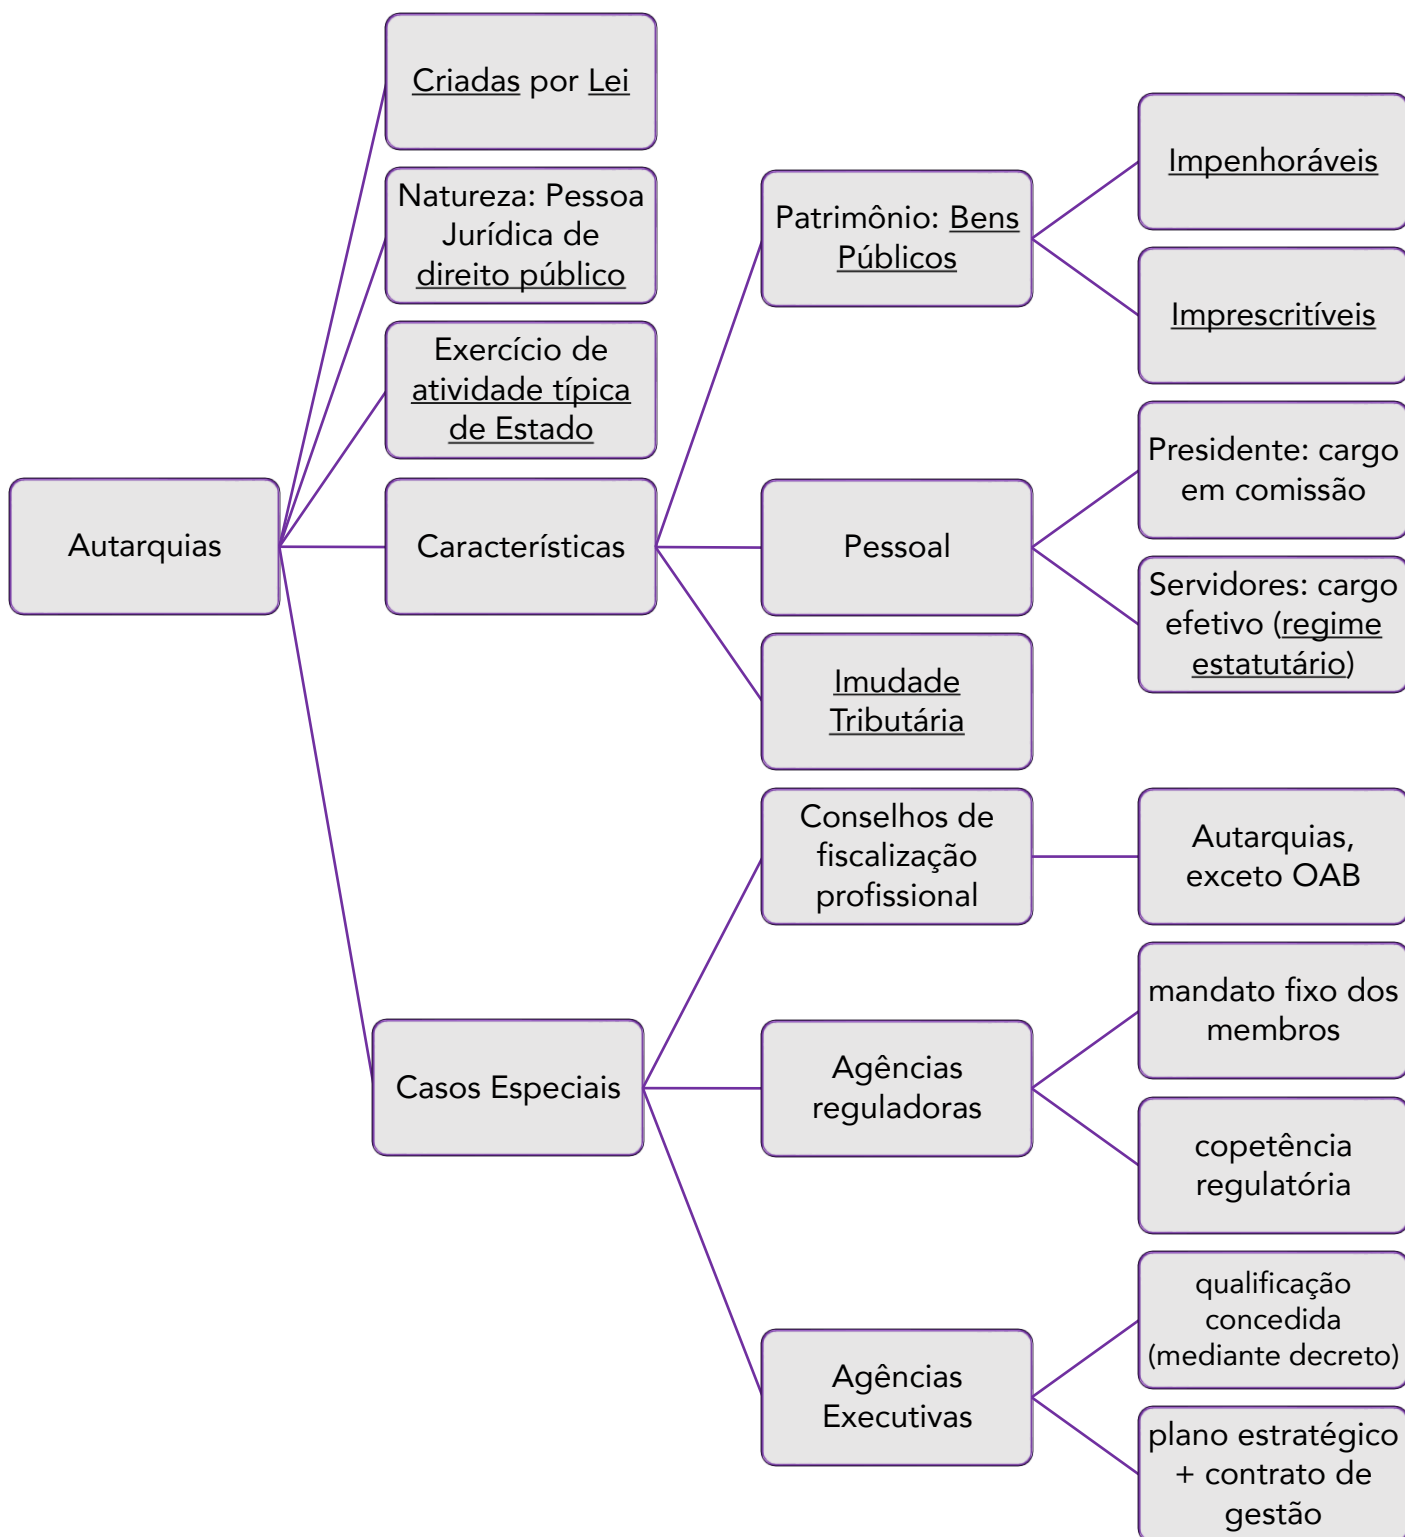 Criadas por Lei
Natureza: Pessoa
Jurídica de
direito público
Exercício de
atividade típica
de Estado
Autarquias
Características
Patrimônio: Bens
Públicos
Impenhoráveis
Imprescritíveis
Pessoal
Presidente: cargo
em comissão
Servidores: cargo
efetivo (regime
estatutário)
Imudade
Tributária
Casos Especiais
Conselhos de
fiscalização
profissional
Autarquias,
exceto OAB
Agências
reguladoras
mandato fixo dos
membros
copetência
regulatória
Agências
Executivas
qualificação
concedida
(mediante decreto)
plano estratégico
+ contrato de
gestão